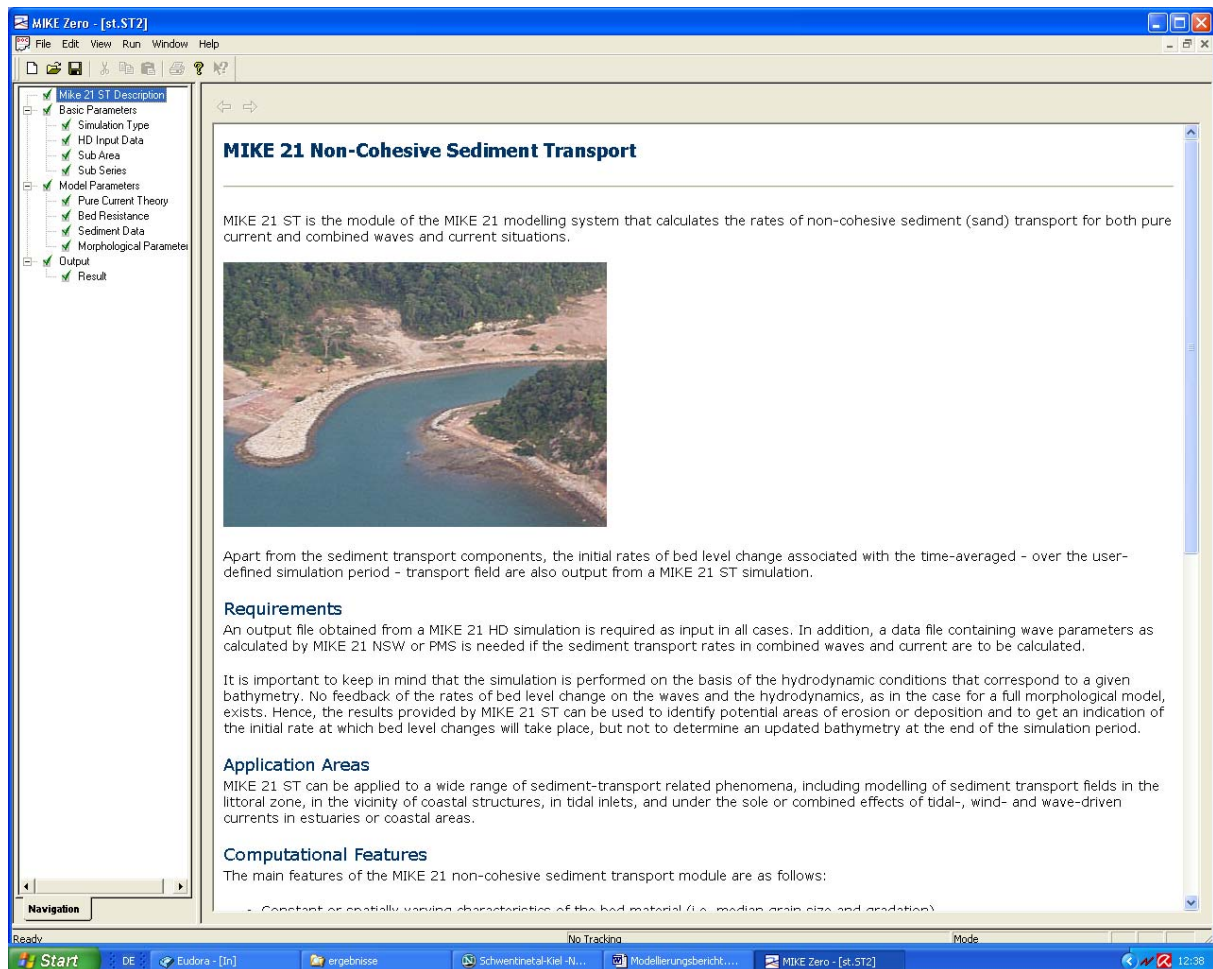 MIKE Zero - [st.ST2]
File Edit View Run Window Help
Mike 21 ST Description
Basic Parameters
Simulation Type
HD Input Data
Sub Area
Sub Series
Model Parameters
Pure Current Theory
Bed Resistance
Sediment Data
Morphological Parameter
Output
Result
Navigation
MIKE 21 Non-Cohesive Sediment Transport
MIKE 21 ST is the module of the MIKE 21 modelling system that calculates the rates of non-cohesive sediment (sand) transport for both pure
current and combined waves and current situations.
Apart from the sediment transport components, the initial rates of bed level change associated with the time-averaged - over the user-
defined simulation period - transport field are also output from a MIKE 21 ST simulation.
Requirements
An output file obtained from a MIKE 21 HD simulation is required as input in all cases. In addition, a data file containing wave parameters as
calculated by MIKE 21 NSW or PMS is needed if the sediment transport rates in combined waves and current are to be calculated.
It is important to keep in mind that the simulation is performed on the basis of the hydrodynamic conditions that correspond to a given
bathymetry. No feedback of the rates of bed level change on the waves and the hydrodynamics, as in the case for a full morphological model,
exists. Hence, the results provided by MIKE 21 ST can be used to identify potential areas of erosion or deposition and to get an indication of
the initial rate at which bed level changes will take place, but not to determine an updated bathymetry at the end of the simulation period.
Application Areas
MIKE 21 ST can be applied to a wide range of sediment-transport related phenomena, including modelling of sediment transport fields in the
littoral zone, in the vicinity of coastal structures, in tidal inlets, and under the sole or combined effects of tidal-, wind- and wave-driven
currents in estuaries or coastal areas.
Computational Features
The main features of the MIKE 21 non-cohesive sediment transport module are as follows:
• Constant or spatially varying characteristics of the bed material (i.e. median grain size and gradation)
Ready
No Tracking
Mode
Start
DE
Eudora - [In]
ergebnisse
Schwentinetal-Kiel -N...
Modellierungsbericht....
MIKE Zero - [st.ST2]
12:38